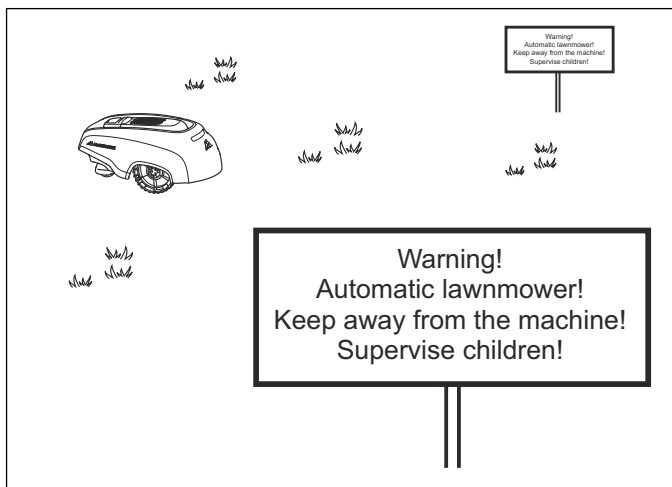 Warning!
Automatic lawnmower!
Keep away from the machine!
Supervise children!
Warning!
Automatic lawnmower!
Keep away from the machine!
Supervise children!